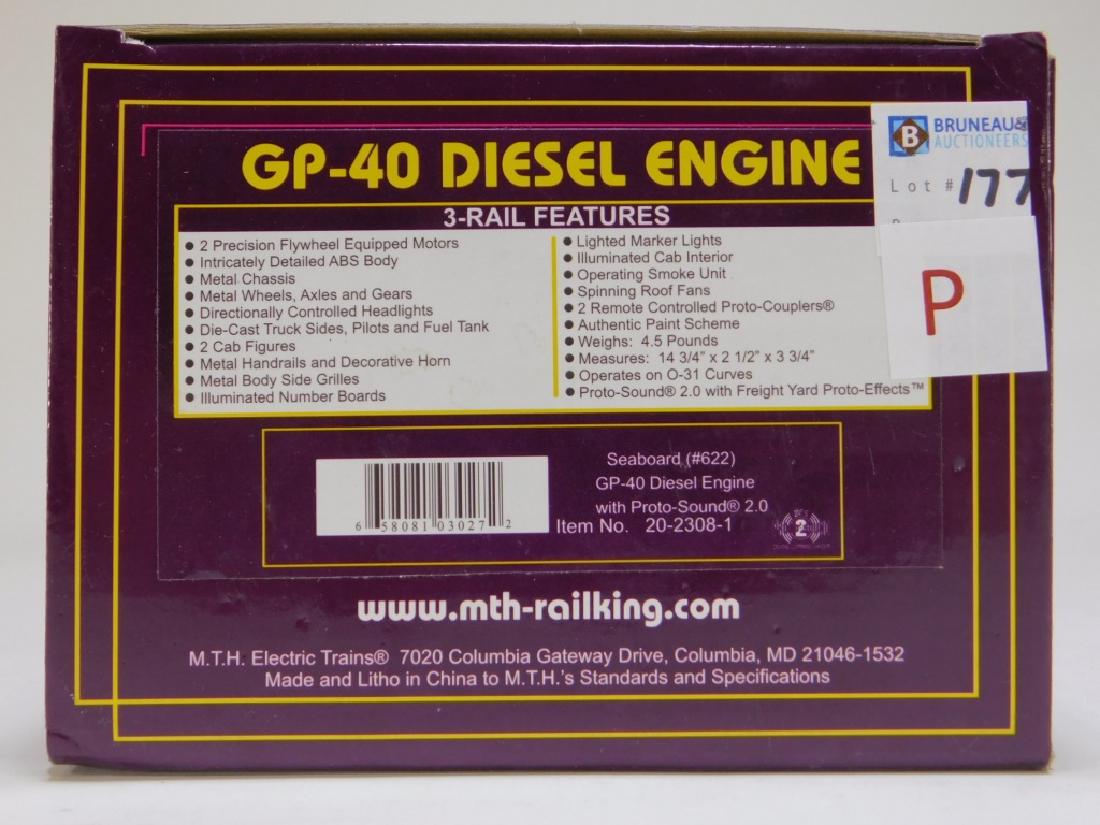 GP-40 DIESEL ENGINE
BRUNEAU &
AUCTIONEERS
Lot # 177
P
3-RAIL FEATURES
● 2 Precision Flywheel Equipped Motors
● Intricately Detailed ABS Body
● Metal Chassis
● Metal Wheels, Axles and Gears
● Directionally Controlled Headlights
● Die-Cast Truck Sides, Pilots and Fuel Tank
● 2 Cab Figures
● Metal Handrails and Decorative Horn
● Metal Body Side Grilles
● Illuminated Number Boards
● Lighted Marker Lights
● Illuminated Cab Interior
● Operating Smoke Unit
● Spinning Roof Fans
● 2 Remote Controlled Proto-Couplers®
● Authentic Paint Scheme
● Weighs: 4.5 Pounds
● Measures: 14 3/4" x 2 1/2" x 3 3/4"
● Operates on O-31 Curves
● Proto-Sound® 2.0 with Freight Yard Proto-Effects™
6 58081 03027 2
Seaboard (#622)
GP-40 Diesel Engine
with Proto-Sound® 2.0
Item No. 20-2308-1
2
www.mth-railking.com
M.T.H. Electric Trains® 7020 Columbia Gateway Drive, Columbia, MD 21046-1532
Made and Litho in China to M.T.H.'s Standards and Specifications